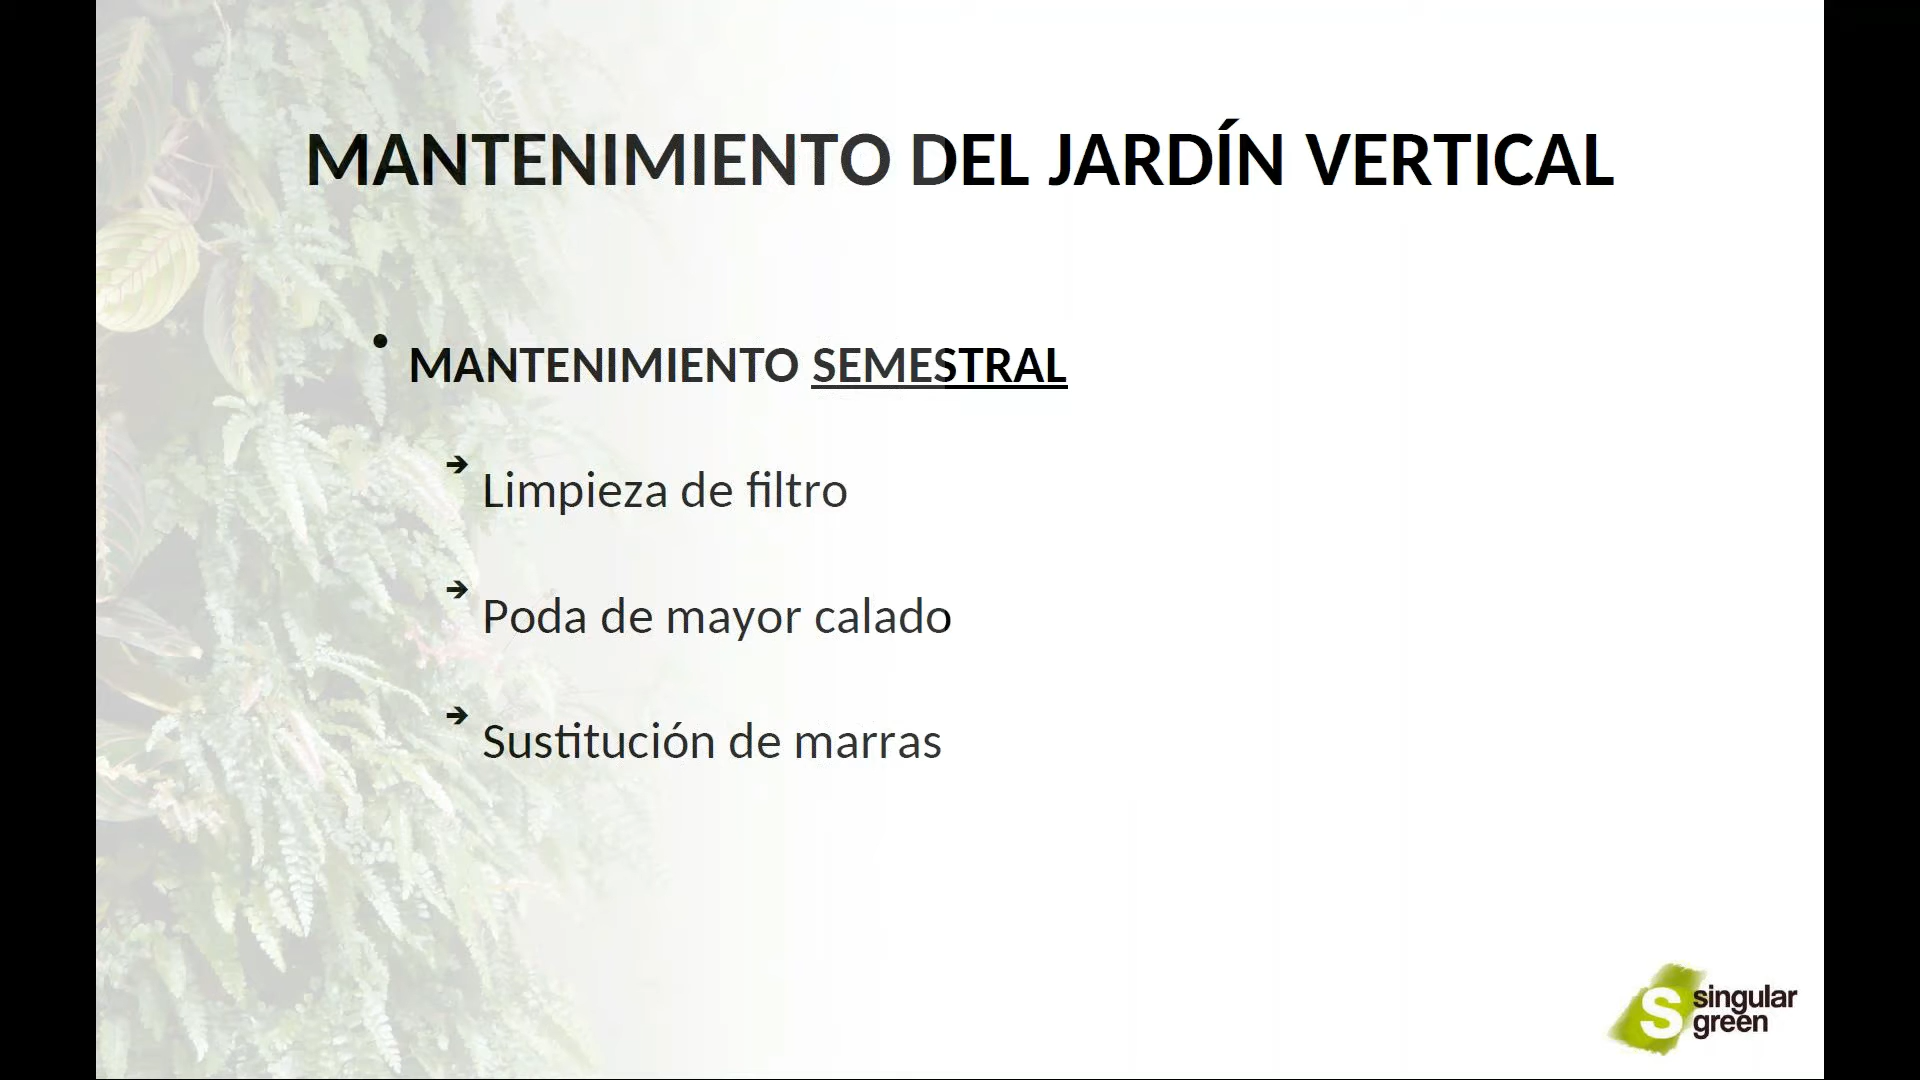 MANTENIMIENTO DEL JARDÍN VERTICAL
• MANTENIMIENTO SEMESTRAL
➔ Limpieza de filtro
➔ Poda de mayor calado
➔ Sustitución de marras
S singular
green